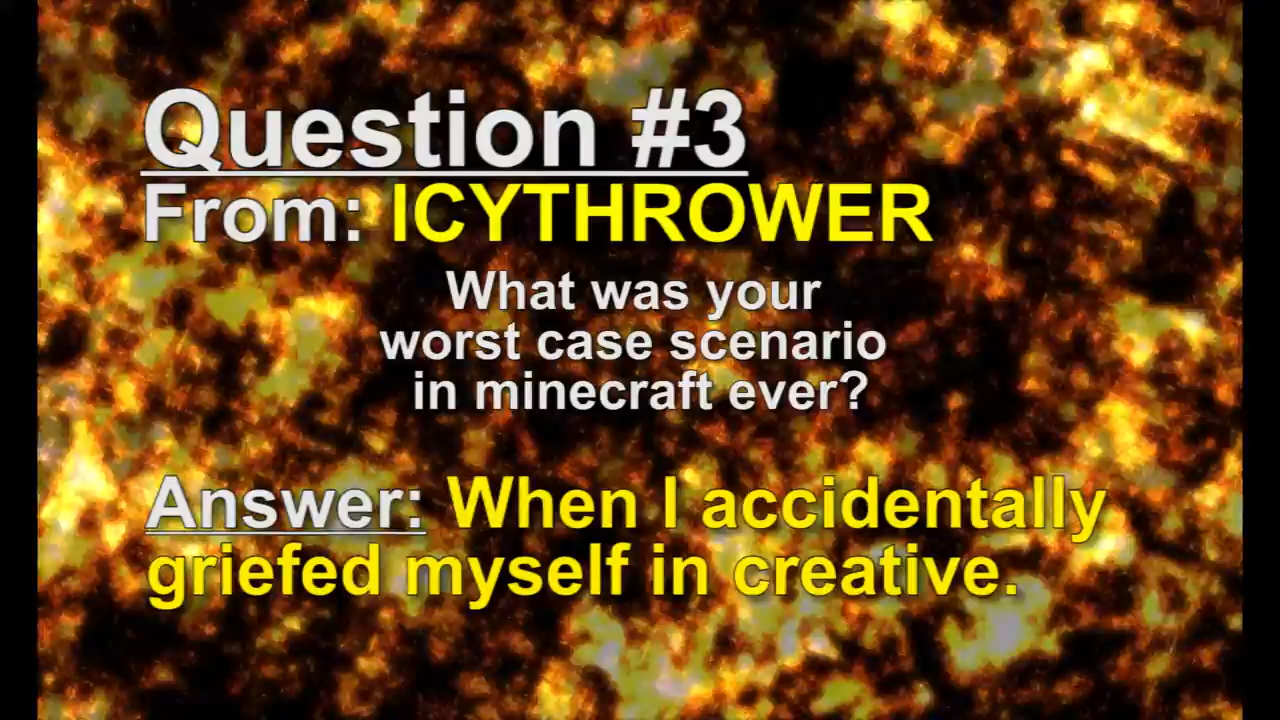 Question #3
From: ICYTHROWER
What was your
worst case scenario
in minecraft ever?
Answer: When I accidentally
griefed myself in creative.